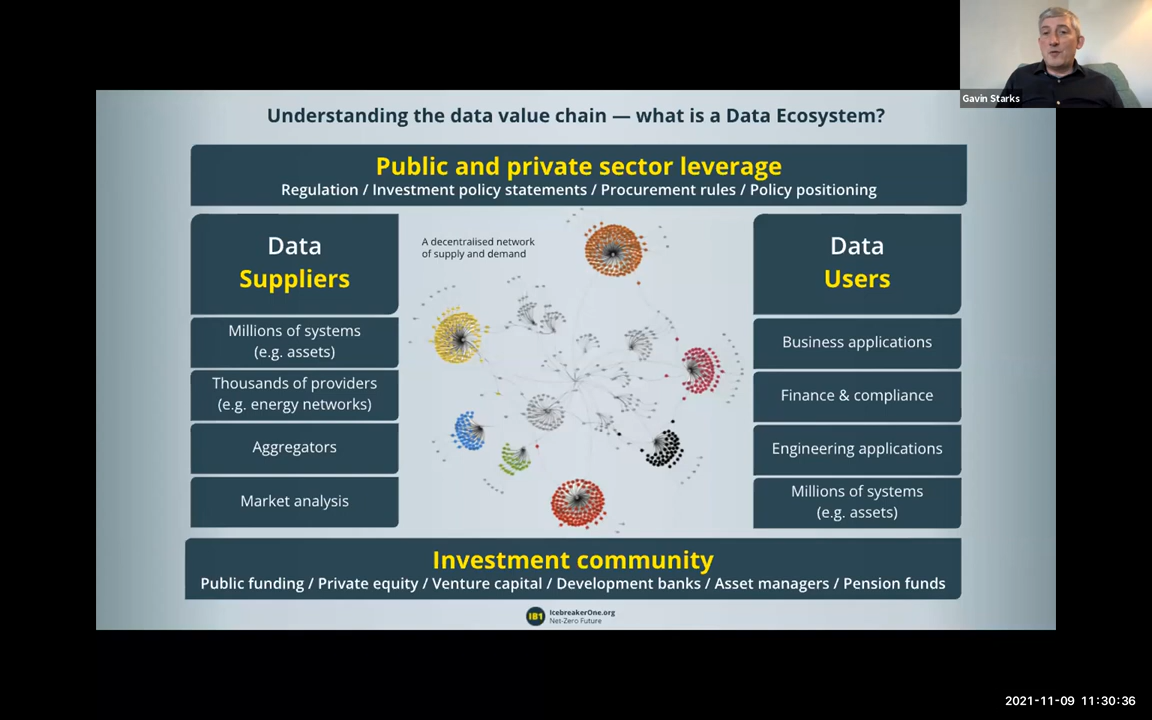 Gavin Starks
Understanding the data value chain — what is a Data Ecosystem?
Public and private sector leverage
Regulation / Investment policy statements / Procurement rules / Policy positioning
Data
Suppliers
Millions of systems
(e.g. assets)
Thousands of providers
(e.g. energy networks)
Aggregators
Market analysis
A decentralised network
of supply and demand
Data
Users
Business applications
Finance & compliance
Engineering applications
Millions of systems
(e.g. assets)
Investment community
Public funding / Private equity / Venture capital / Development banks / Asset managers / Pension funds
IB1
IcebreakerOne.org
Net-Zero Future
2021-11-09 11:30:36